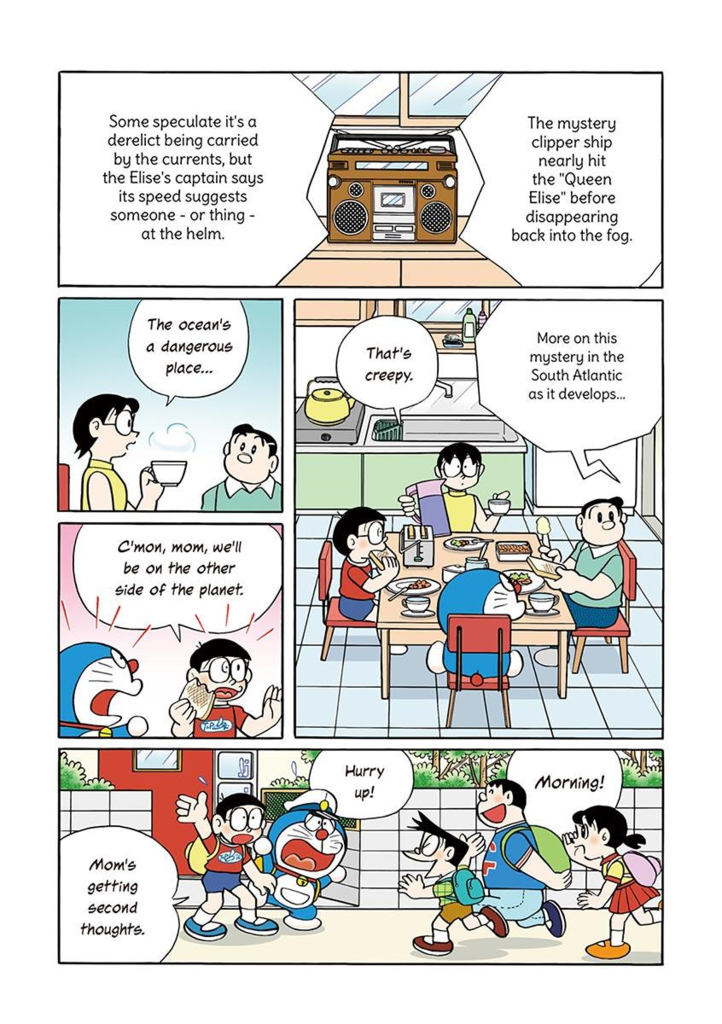 The mystery
clipper ship
nearly hit
the "Queen
Elise" before
disappearing
back into the fog.
Some speculate it's a
derelict being carried
by the currents, but
the Elise's captain says
its speed suggests
someone - or thing -
at the helm.
More on this
mystery in the
South Atlantic
as it develops...
That's
creepy.
The ocean's
a dangerous
place...
C'mon, mom, we'll
be on the other
side of the planet.
Morning!
Hurry
up!
Mom's
getting
second
thoughts.